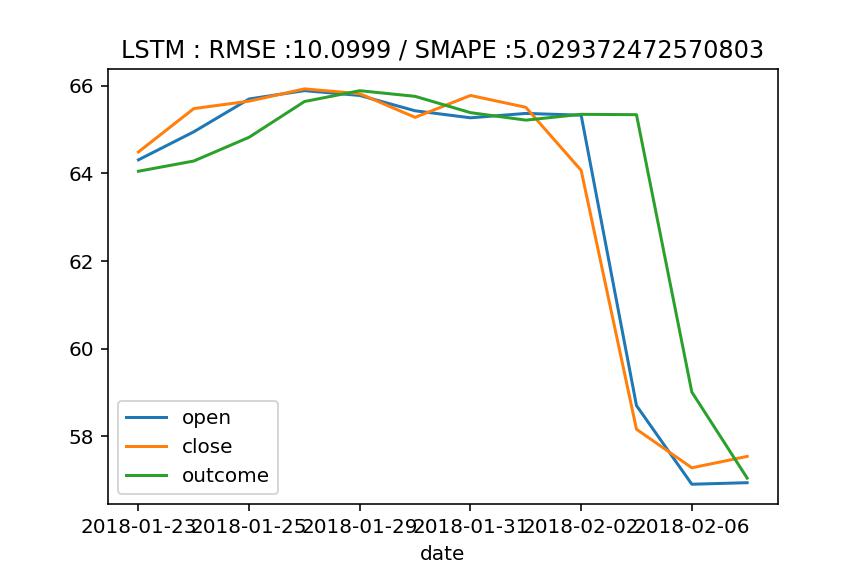 LSTM : RMSE :10.0999 / SMAPE :5.029372472570803
66
64
62
60
58
open
close
outcome
2018-01-23 2018-01-25 2018-01-29 2018-01-31 2018-02-02 2018-02-06
date